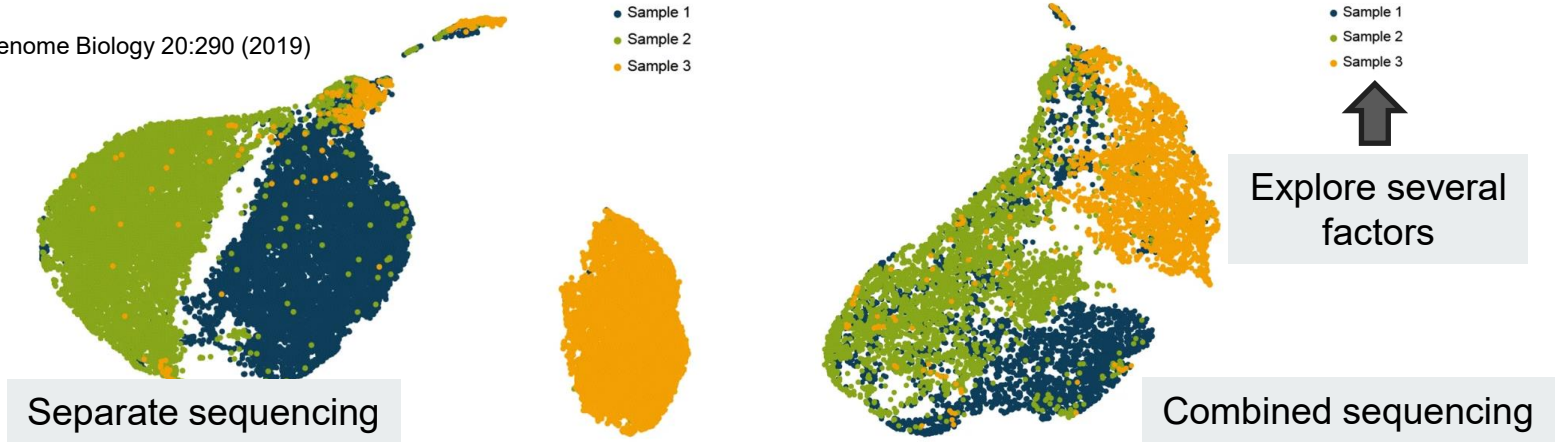 enome Biology 20:290 (2019)
Sample 1
Sample 2
Sample 3
Separate sequencing
Sample 1
Sample 2
Sample 3
Explore several
factors
Combined sequencing